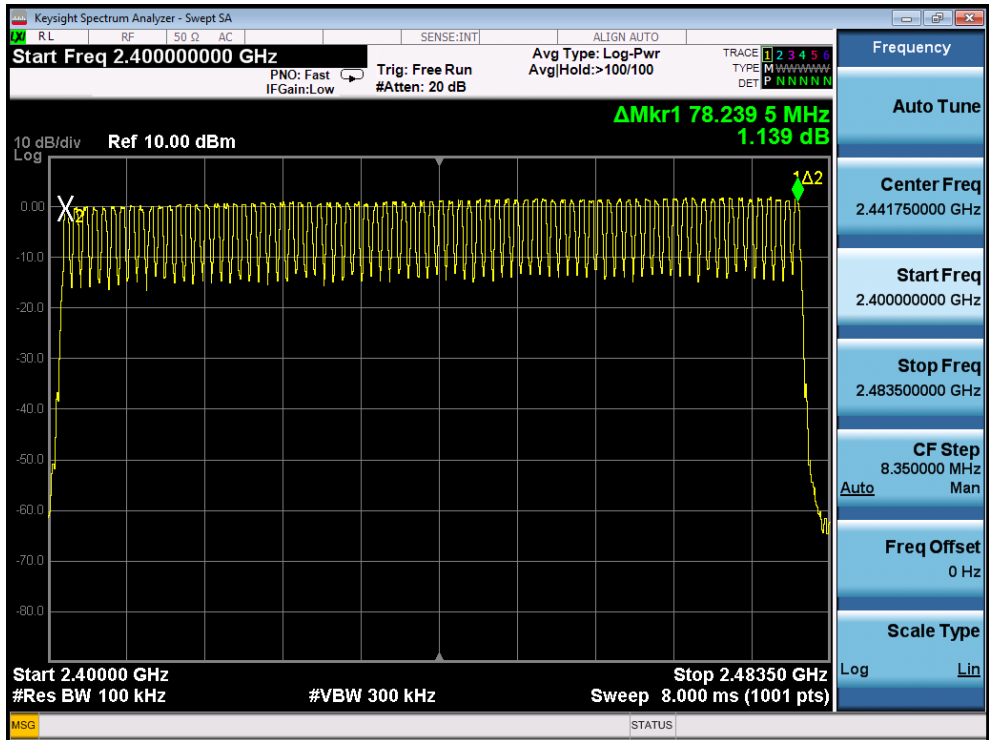 Keysight Spectrum Analyzer - Swept SA
LXI RL RF 50 Ω AC SENSE:INT ALIGN AUTO
Start Freq 2.400000000 GHz
PNO: Fast
IFGain:Low
Trig: Free Run
#Atten: 20 dB
Avg Type: Log-Pwr
Avg|Hold:>100/100
TRACE 1 2 3 4 5 6
TYPE M WWWWW
DET P N N N N N
ΔMkr1 78.239 5 MHz
1.139 dB
10 dB/div Ref 10.00 dBm
Log
1Δ2
X2
0.00
-10.0
-20.0
-30.0
-40.0
-50.0
-60.0
-70.0
-80.0
Start 2.40000 GHz
Stop 2.48350 GHz
#Res BW 100 kHz
#VBW 300 kHz
Sweep 8.000 ms (1001 pts)
MSG
STATUS
Frequency
Auto Tune
Center Freq
2.441750000 GHz
Start Freq
2.400000000 GHz
Stop Freq
2.483500000 GHz
CF Step
8.350000 MHz
Auto Man
Freq Offset
0 Hz
Scale Type
Log Lin